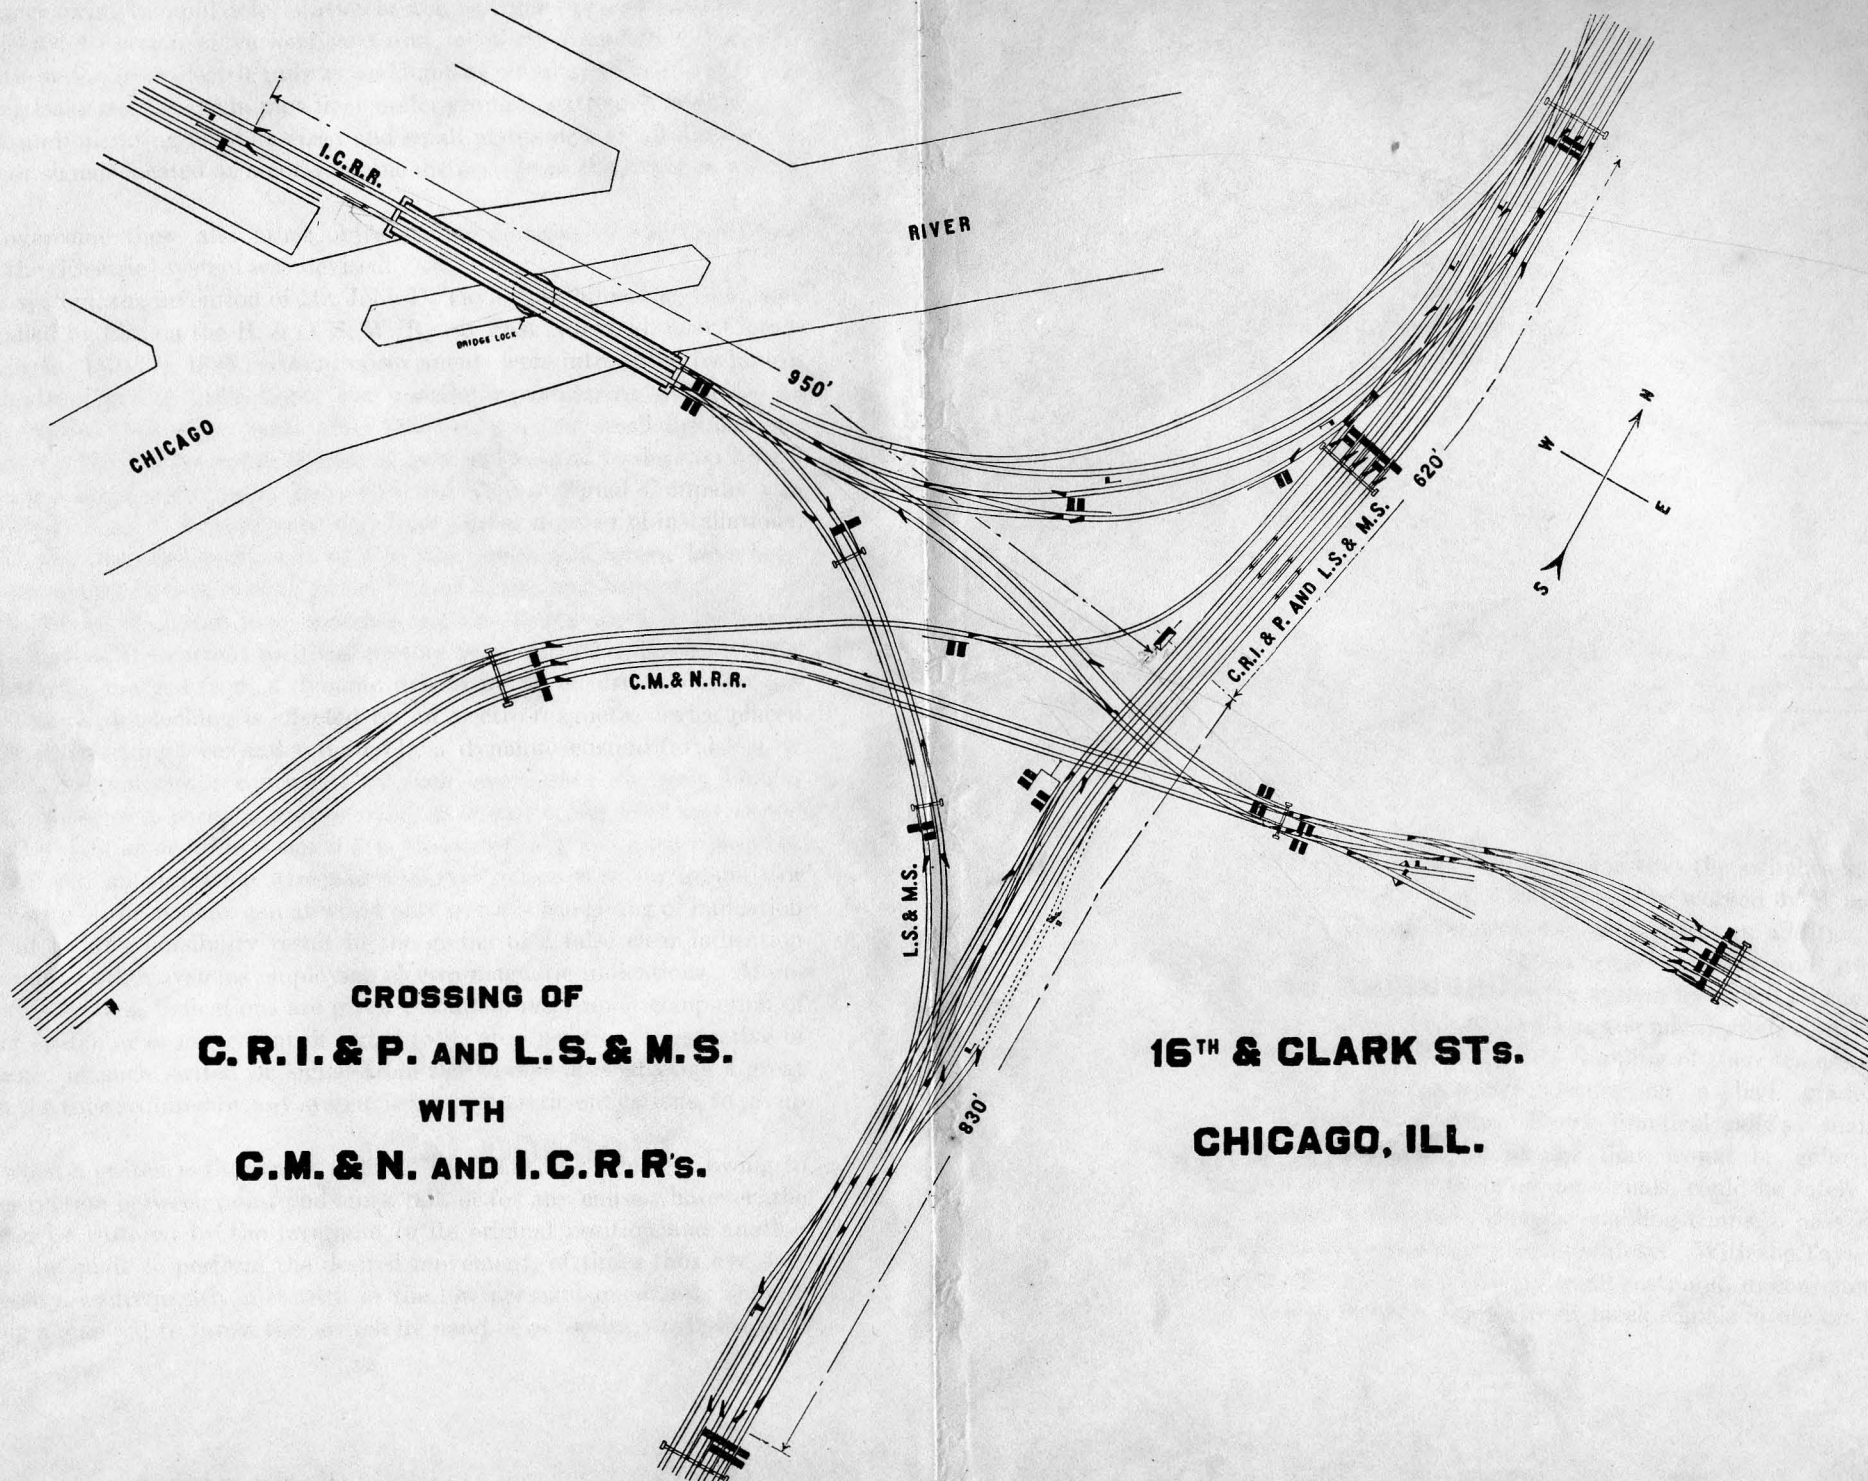 I.C.R.R.
RIVER
BRIDGE LOCK
950'
CHICAGO
N
W
E
S
620'
C.R.I. & P. AND L.S. & M.S.
C.M. & N.R.R.
L.S. & M.S.
830'
CROSSING OF
C. R. I. & P. AND L.S. & M. S.
WITH
C.M. & N. AND I.C.R.R's.
16TH & CLARK STs.
CHICAGO, ILL.